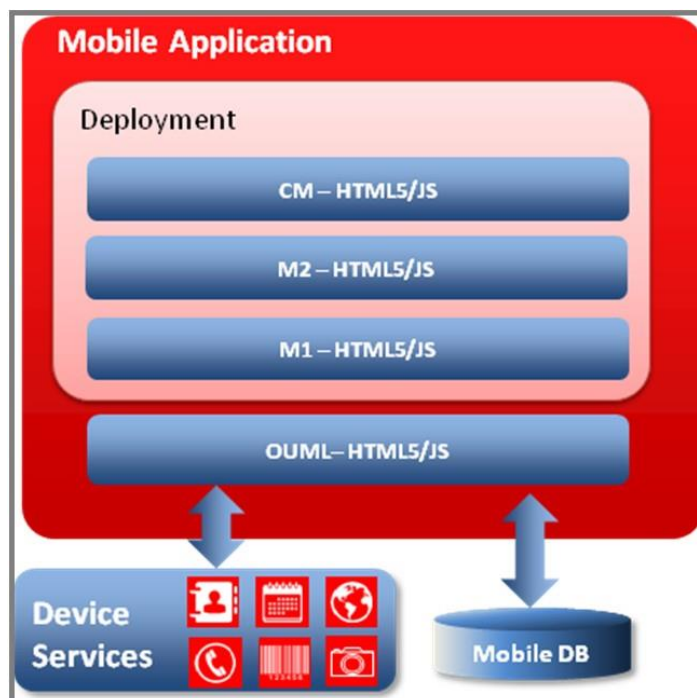 Mobile Application
Deployment
CM – HTML5/JS
M2 – HTML5/JS
M1 – HTML5/JS
OUML– HTML5/JS
Device
Services
123456
Mobile DB